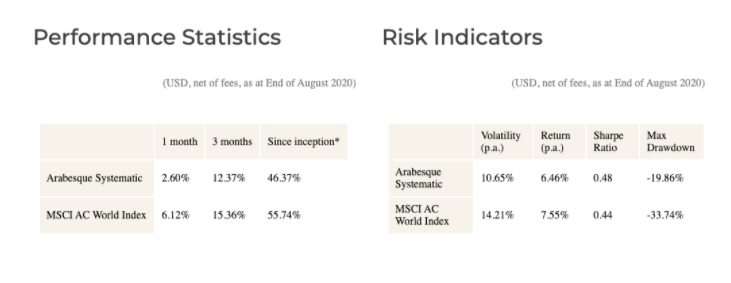 Performance Statistics
(USD, net of fees, as at End of August 2020)
1 month 3 months Since inception*
Arabesque Systematic 2.60% 12.37% 46.37%
MSCI AC World Index 6.12% 15.36% 55.74%
Risk Indicators
(USD, net of fees, as at End of August 2020)
Volatility (p.a.) Return (p.a.) Sharpe Ratio Max Drawdown
Arabesque Systematic 10.65% 6.46% 0.48 -19.86%
MSCI AC World Index 14.21% 7.55% 0.44 -33.74%